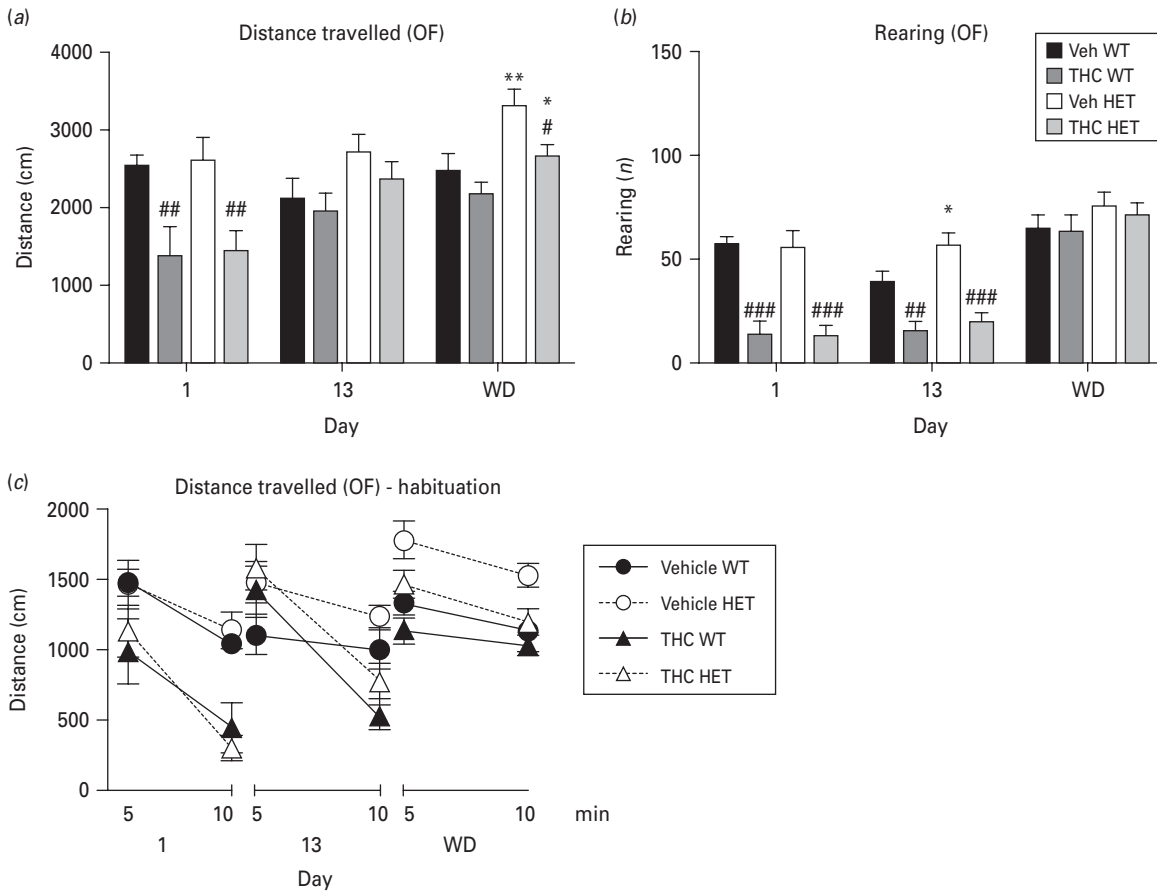 (a)
Distance travelled (OF)
4000
3000
2000
1000
0
Distance (cm)
##
##
**
*
#
1 13 WD
Day
(b)
Rearing (OF)
150
100
50
0
Rearing (n)
Veh WT
THC WT
Veh HET
THC HET
###
###
##
*
###
1 13 WD
Day
(c)
Distance travelled (OF) - habituation
2000
1500
1000
500
0
Distance (cm)
5 10 5 10 5 10 min
1 13 WD
Day
Vehicle WT
Vehicle HET
THC WT
THC HET